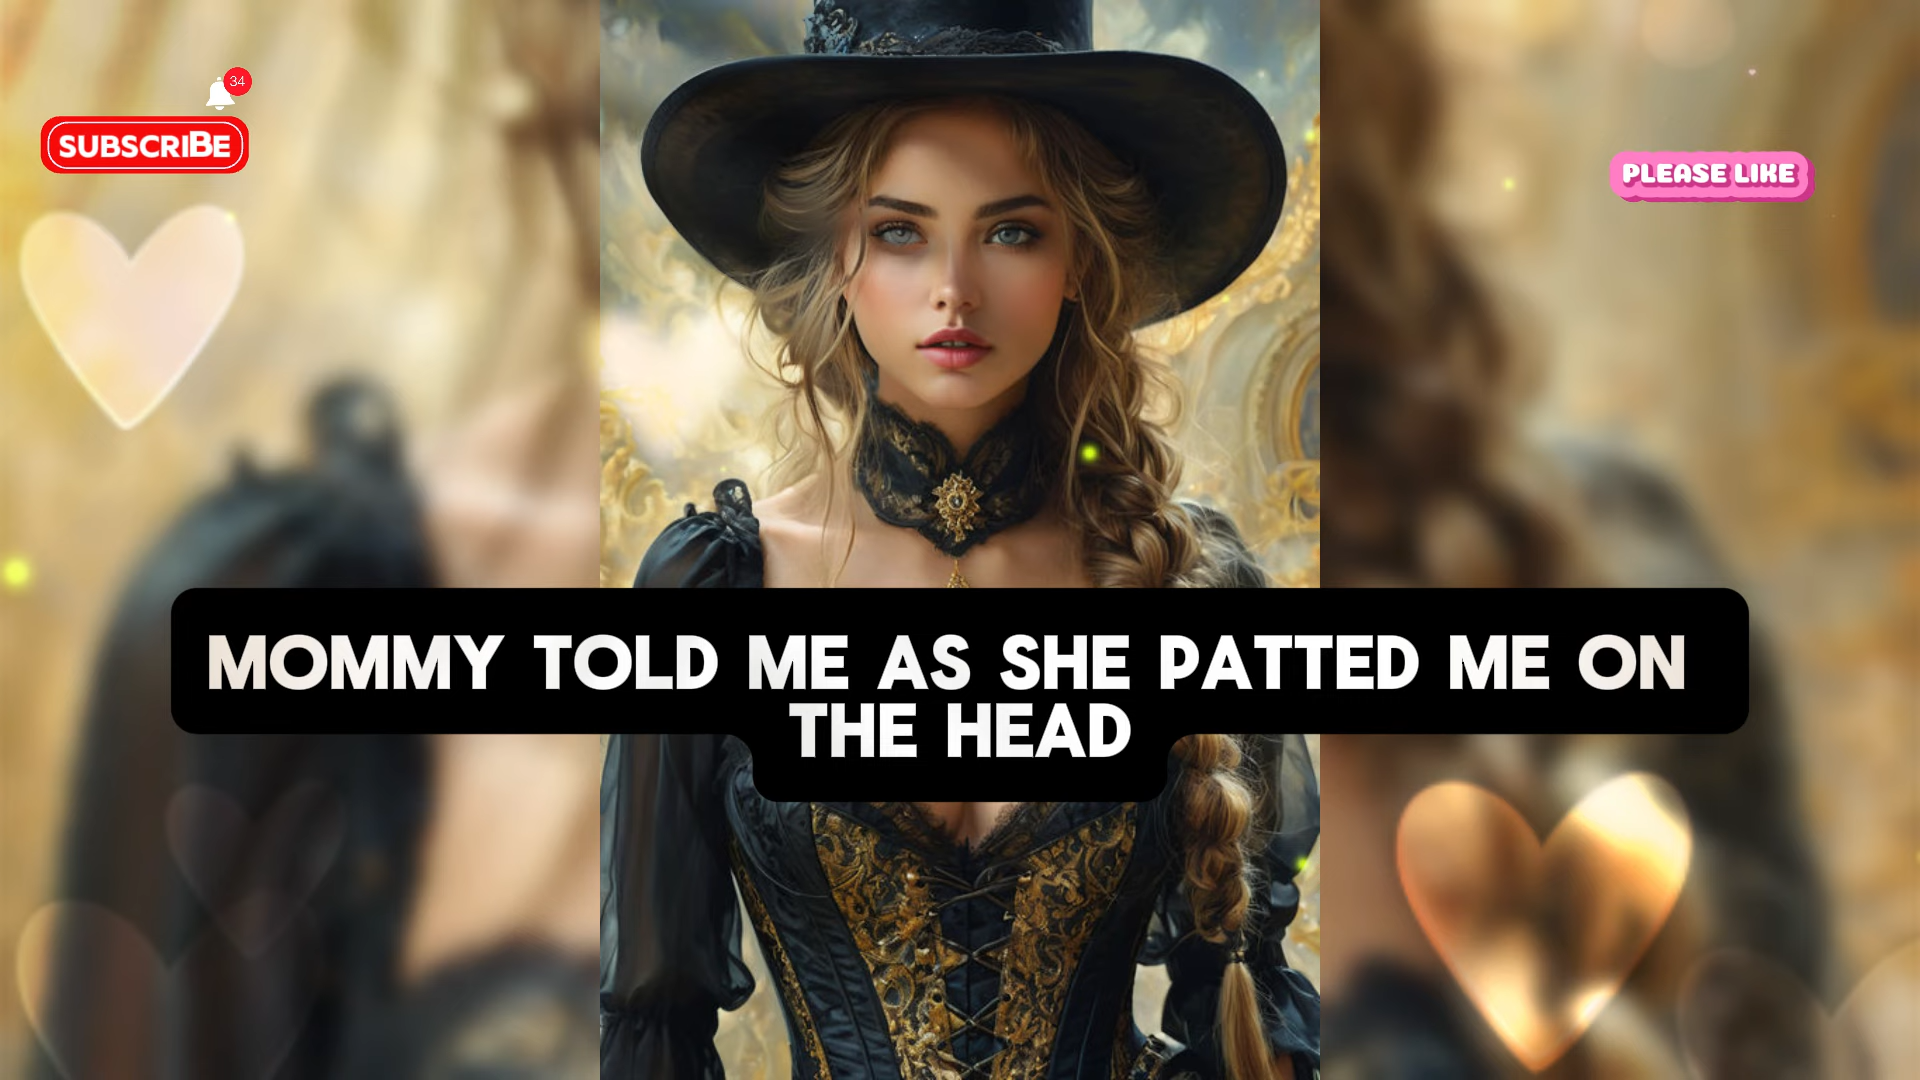 34
SUBSCRIBE
PLEASE LIKE
MOMMY TOLD ME AS SHE PATTED ME ON
THE HEAD